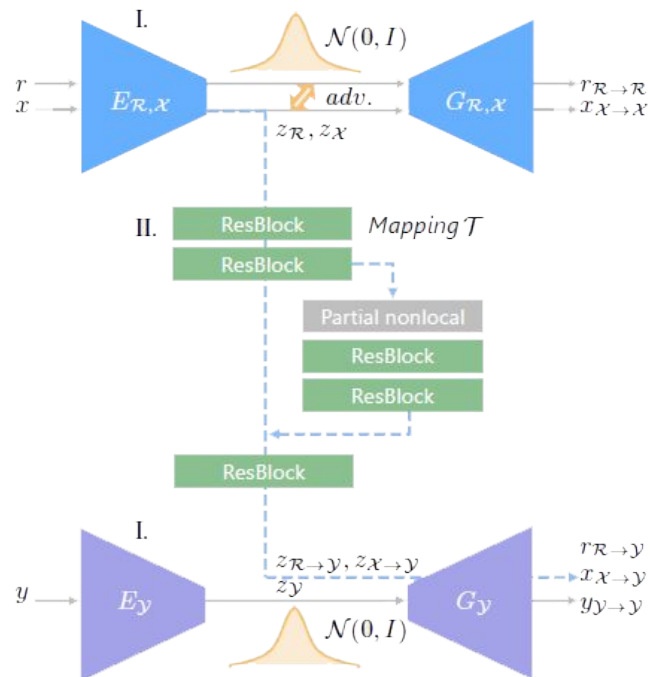 I.
𝒩(0, I)
r
x
E_{ℛ,𝒳}
adv.
z_ℛ, z_𝒳
G_{ℛ,𝒳}
r_{ℛ→ℛ}
x_{𝒳→𝒳}
II.
ResBlock
Mapping 𝒯
ResBlock
Partial nonlocal
ResBlock
ResBlock
ResBlock
I.
z_{ℛ→𝒴}, z_{𝒳→𝒴}
z_𝒴
y
E_𝒴
𝒩(0, I)
G_𝒴
r_{ℛ→𝒴}
x_{𝒳→𝒴}
y_{𝒴→𝒴}